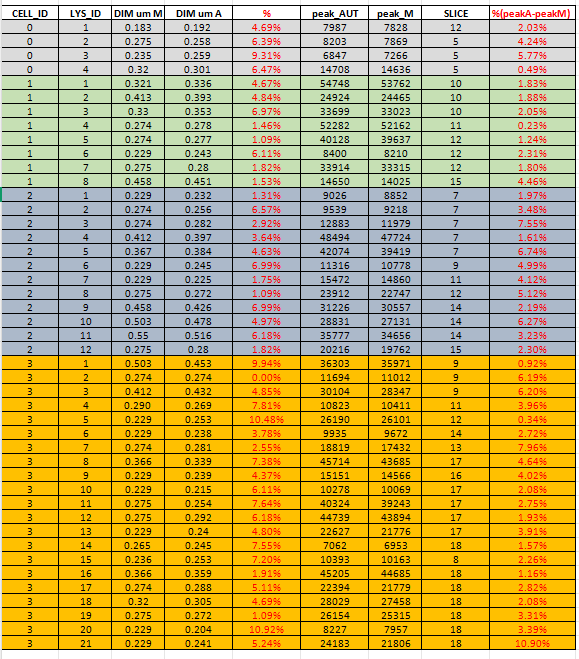 CELL_ID LYS_ID DIM um M DIM um A % peak_AUT peak_M SLICE %(peakA-peakM)
0 1 0.183 0.192 4.69% 7987 7828 12 2.03%
0 2 0.275 0.258 6.39% 8203 7869 5 4.24%
0 3 0.235 0.259 9.31% 6847 7266 5 5.77%
0 4 0.32 0.301 6.47% 14708 14636 5 0.49%
1 1 0.321 0.336 4.67% 54748 53762 10 1.83%
1 2 0.413 0.393 4.84% 24924 24465 10 1.88%
1 3 0.33 0.353 6.97% 33699 33023 10 2.05%
1 4 0.274 0.278 1.46% 52282 52162 11 0.23%
1 5 0.274 0.277 1.09% 40128 39637 12 1.24%
1 6 0.229 0.243 6.11% 8400 8210 12 2.31%
1 7 0.275 0.28 1.82% 33914 33315 12 1.80%
1 8 0.458 0.451 1.53% 14650 14025 15 4.46%
2 1 0.229 0.232 1.31% 9026 8852 7 1.97%
2 2 0.274 0.256 6.57% 9539 9218 7 3.48%
2 3 0.274 0.282 2.92% 12883 11979 7 7.55%
2 4 0.412 0.397 3.64% 48494 47724 7 1.61%
2 5 0.367 0.384 4.63% 42074 39419 7 6.74%
2 6 0.229 0.245 6.99% 11316 10778 9 4.99%
2 7 0.229 0.225 1.75% 15472 14860 11 4.12%
2 8 0.275 0.272 1.09% 23912 22747 12 5.12%
2 9 0.458 0.426 6.99% 31226 30557 14 2.19%
2 10 0.503 0.478 4.97% 28831 27131 14 6.27%
2 11 0.55 0.516 6.18% 35777 34656 14 3.23%
2 12 0.275 0.28 1.82% 20216 19762 15 2.30%
3 1 0.503 0.453 9.94% 36303 35971 9 0.92%
3 2 0.274 0.274 0.00% 11694 11012 9 6.19%
3 3 0.412 0.432 4.85% 30104 28347 9 6.20%
3 4 0.290 0.269 7.81% 10823 10411 11 3.96%
3 5 0.229 0.253 10.48% 26190 26101 12 0.34%
3 6 0.229 0.238 3.78% 9935 9672 14 2.72%
3 7 0.274 0.281 2.55% 18819 17432 13 7.96%
3 8 0.366 0.339 7.38% 45714 43685 17 4.64%
3 9 0.229 0.239 4.37% 15151 14566 16 4.02%
3 10 0.229 0.215 6.11% 10278 10069 17 2.08%
3 11 0.275 0.254 7.64% 40324 39243 17 2.75%
3 12 0.275 0.292 6.18% 44739 43894 17 1.93%
3 13 0.229 0.24 4.80% 22627 21776 17 3.91%
3 14 0.265 0.245 7.55% 7062 6953 18 1.57%
3 15 0.236 0.253 7.20% 10393 10163 8 2.26%
3 16 0.366 0.359 1.91% 45205 44685 18 1.16%
3 17 0.274 0.288 5.11% 22394 21779 18 2.82%
3 18 0.32 0.305 4.69% 28029 27458 18 2.08%
3 19 0.275 0.272 1.09% 26154 25315 18 3.31%
3 20 0.229 0.204 10.92% 8227 7957 18 3.39%
3 21 0.229 0.241 5.24% 24183 21806 18 10.90%